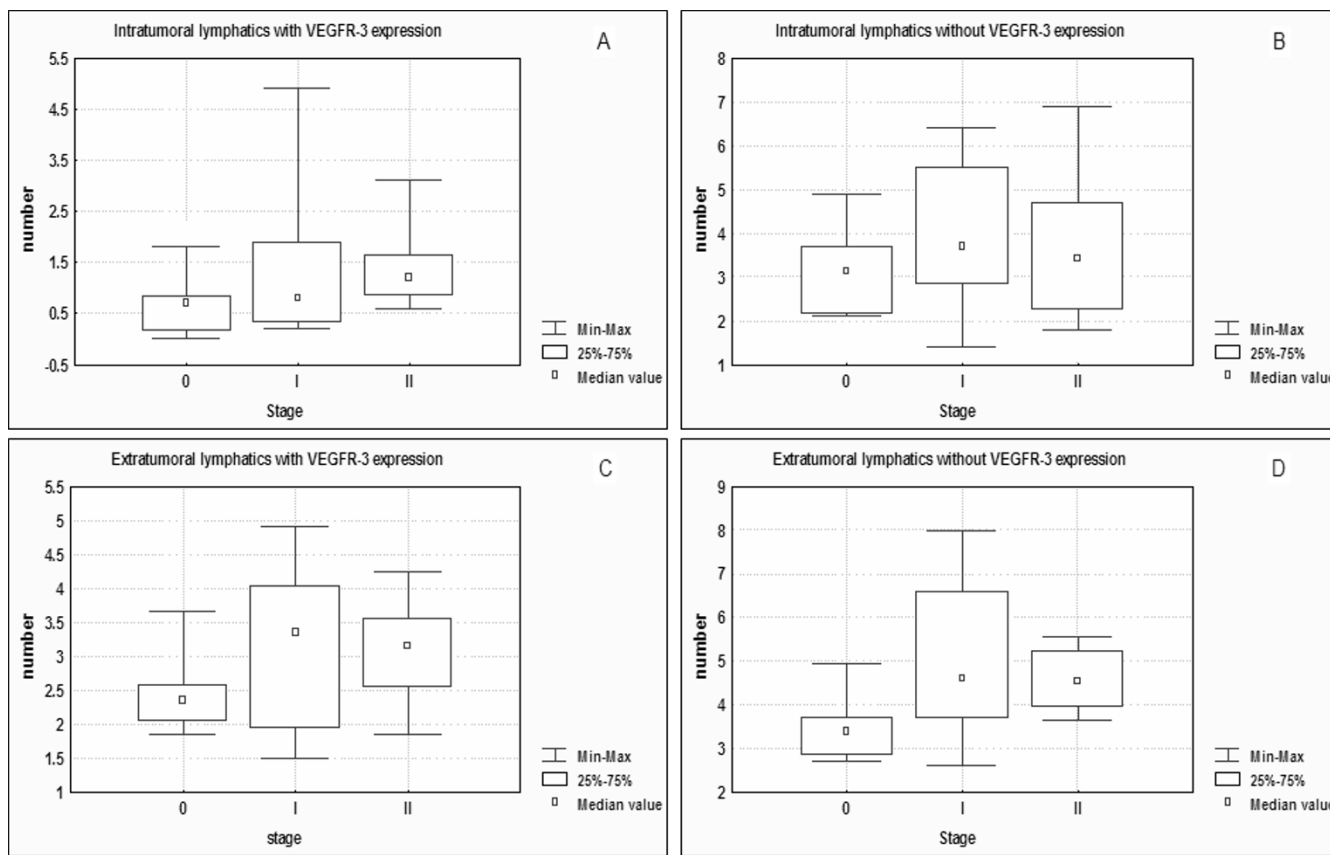 Intratumoral lymphatics with VEGFR-3 expression
A
5.5
4.5
3.5
2.5
1.5
0.5
-0.5
number
0 I II
Stage
Min-Max
25%-75%
Median value
Intratumoral lymphatics without VEGFR-3 expression
B
8
7
6
5
4
3
2
1
number
0 I II
Stage
Min-Max
25%-75%
Median value
Extratumoral lymphatics with VEGFR-3 expression
C
5.5
5
4.5
4
3.5
3
2.5
2
1.5
1
number
0 I II
stage
Min-Max
25%-75%
Median value
Extratumoral lymphatics without VEGFR-3 expression
D
9
8
7
6
5
4
3
2
number
0 I II
Stage
Min-Max
25%-75%
Median value